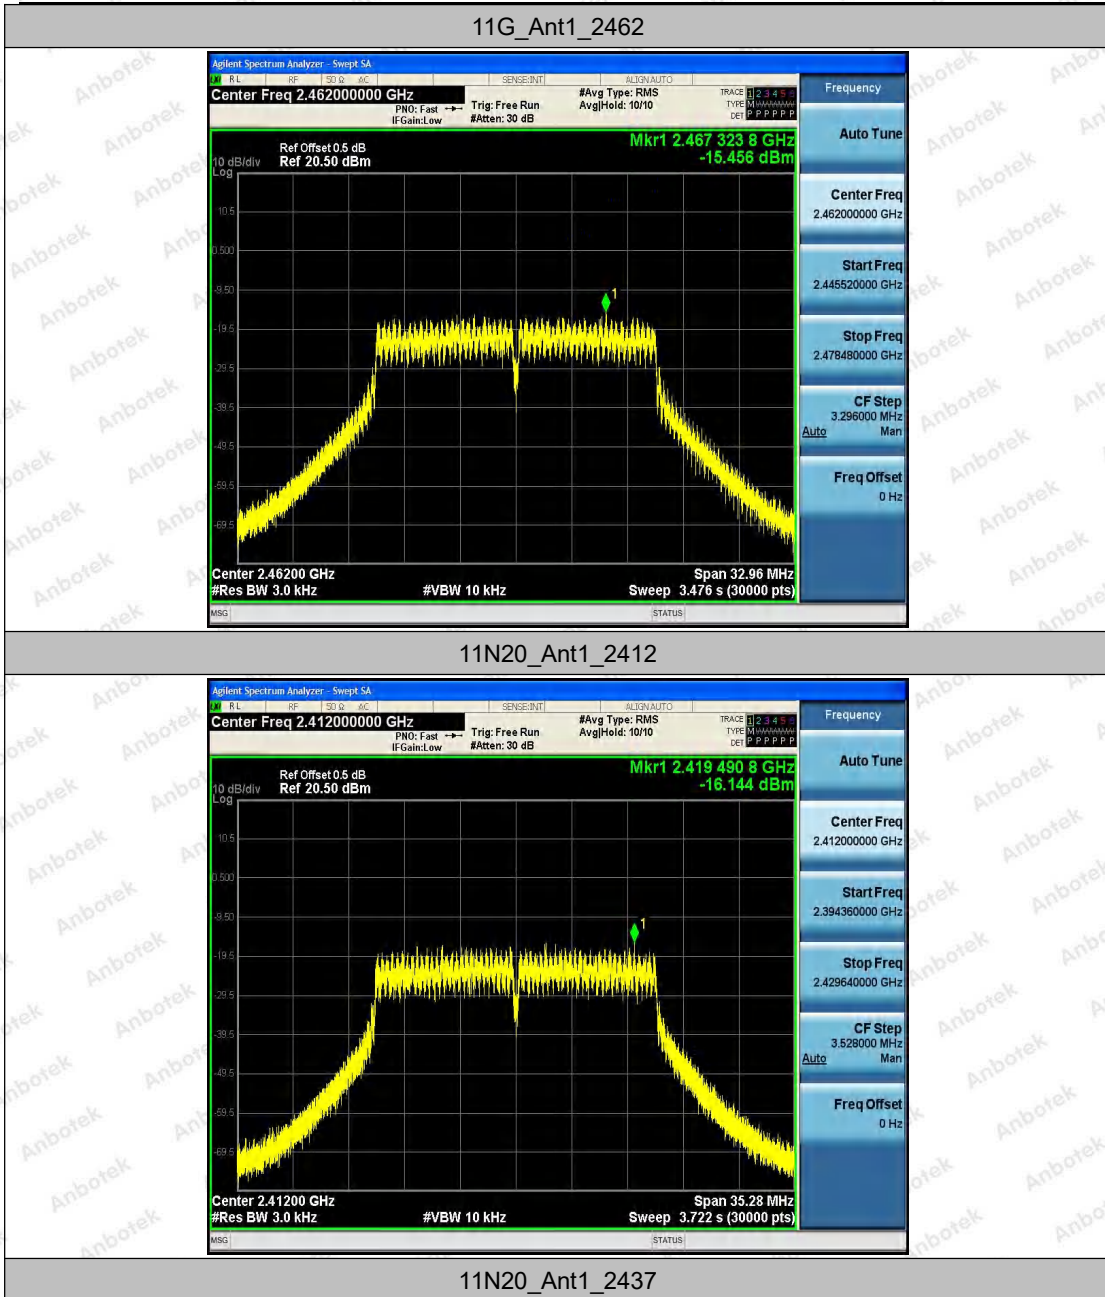 11G_Ant1_2462
Agilent Spectrum Analyzer - Swept SA
RL RF 50 Ω AC SENSE:INT ALIGN AUTO
Center Freq 2.462000000 GHz
PNO: Fast
IFGain:Low
Trig: Free Run
#Atten: 30 dB
#Avg Type: RMS
Avg|Hold: 10/10
TRACE 1 2 3 4 5 6
TYPE M
DET P P P P P P
Ref Offset 0.5 dB
10 dB/div Ref 20.50 dBm
Log
Mkr1 2.467 323 8 GHz
-15.456 dBm
10.5
0.500
-9.50
-19.5
-29.5
-39.5
-49.5
-59.5
-69.5
1
Center 2.46200 GHz Span 32.96 MHz
#Res BW 3.0 kHz #VBW 10 kHz Sweep 3.476 s (30000 pts)
MSG STATUS
Frequency
Auto Tune
Center Freq
2.462000000 GHz
Start Freq
2.445520000 GHz
Stop Freq
2.478480000 GHz
CF Step
3.296000 MHz
Auto Man
Freq Offset
0 Hz
11N20_Ant1_2412
Agilent Spectrum Analyzer - Swept SA
RL RF 50 Ω AC SENSE:INT ALIGN AUTO
Center Freq 2.412000000 GHz
PNO: Fast
IFGain:Low
Trig: Free Run
#Atten: 30 dB
#Avg Type: RMS
Avg|Hold: 10/10
TRACE 1 2 3 4 5 6
TYPE M
DET P P P P P P
Ref Offset 0.5 dB
10 dB/div Ref 20.50 dBm
Log
Mkr1 2.419 490 8 GHz
-16.144 dBm
10.5
0.500
-9.50
-19.5
-29.5
-39.5
-49.5
-59.5
-69.5
1
Center 2.41200 GHz Span 35.28 MHz
#Res BW 3.0 kHz #VBW 10 kHz Sweep 3.722 s (30000 pts)
MSG STATUS
Frequency
Auto Tune
Center Freq
2.412000000 GHz
Start Freq
2.394360000 GHz
Stop Freq
2.429640000 GHz
CF Step
3.528000 MHz
Auto Man
Freq Offset
0 Hz
11N20_Ant1_2437
Anbotek